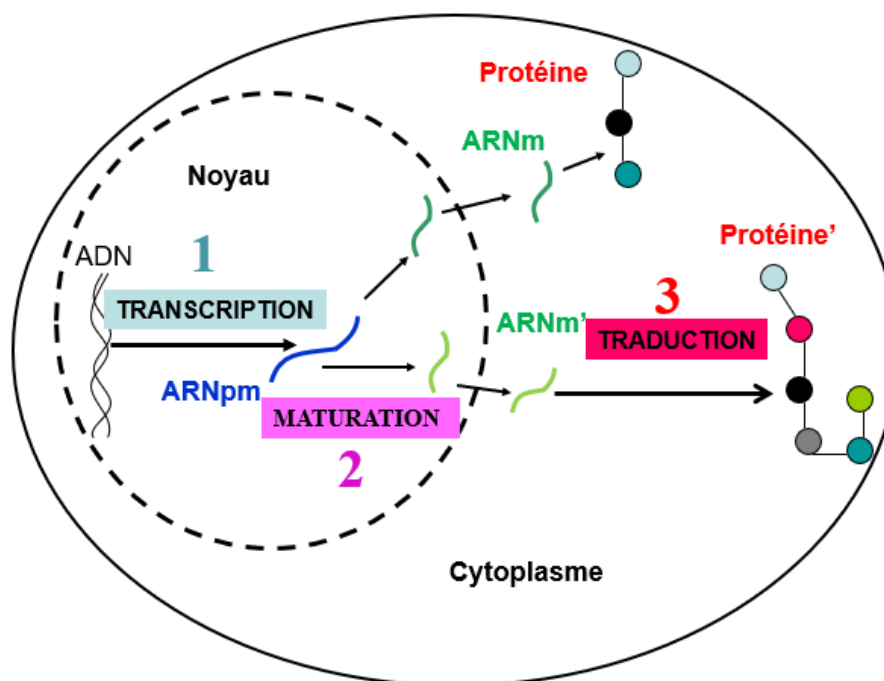 Protéine
ARNm
Noyau
Protéine’
ADN
1
TRANSCRIPTION
3
ARNm’
TRADUCTION
ARNpm
MATURATION
2
Cytoplasme